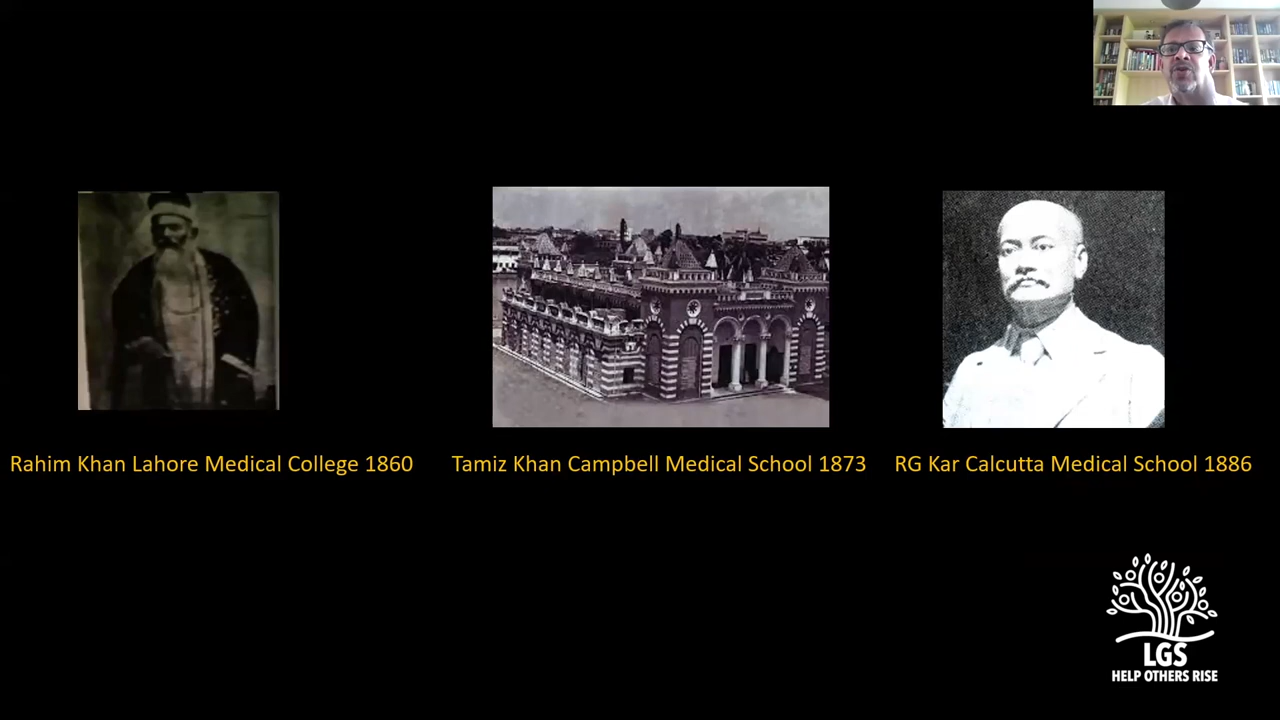 Rahim Khan Lahore Medical College 1860
Tamiz Khan Campbell Medical School 1873
RG Kar Calcutta Medical School 1886
LGS
HELP OTHERS RISE